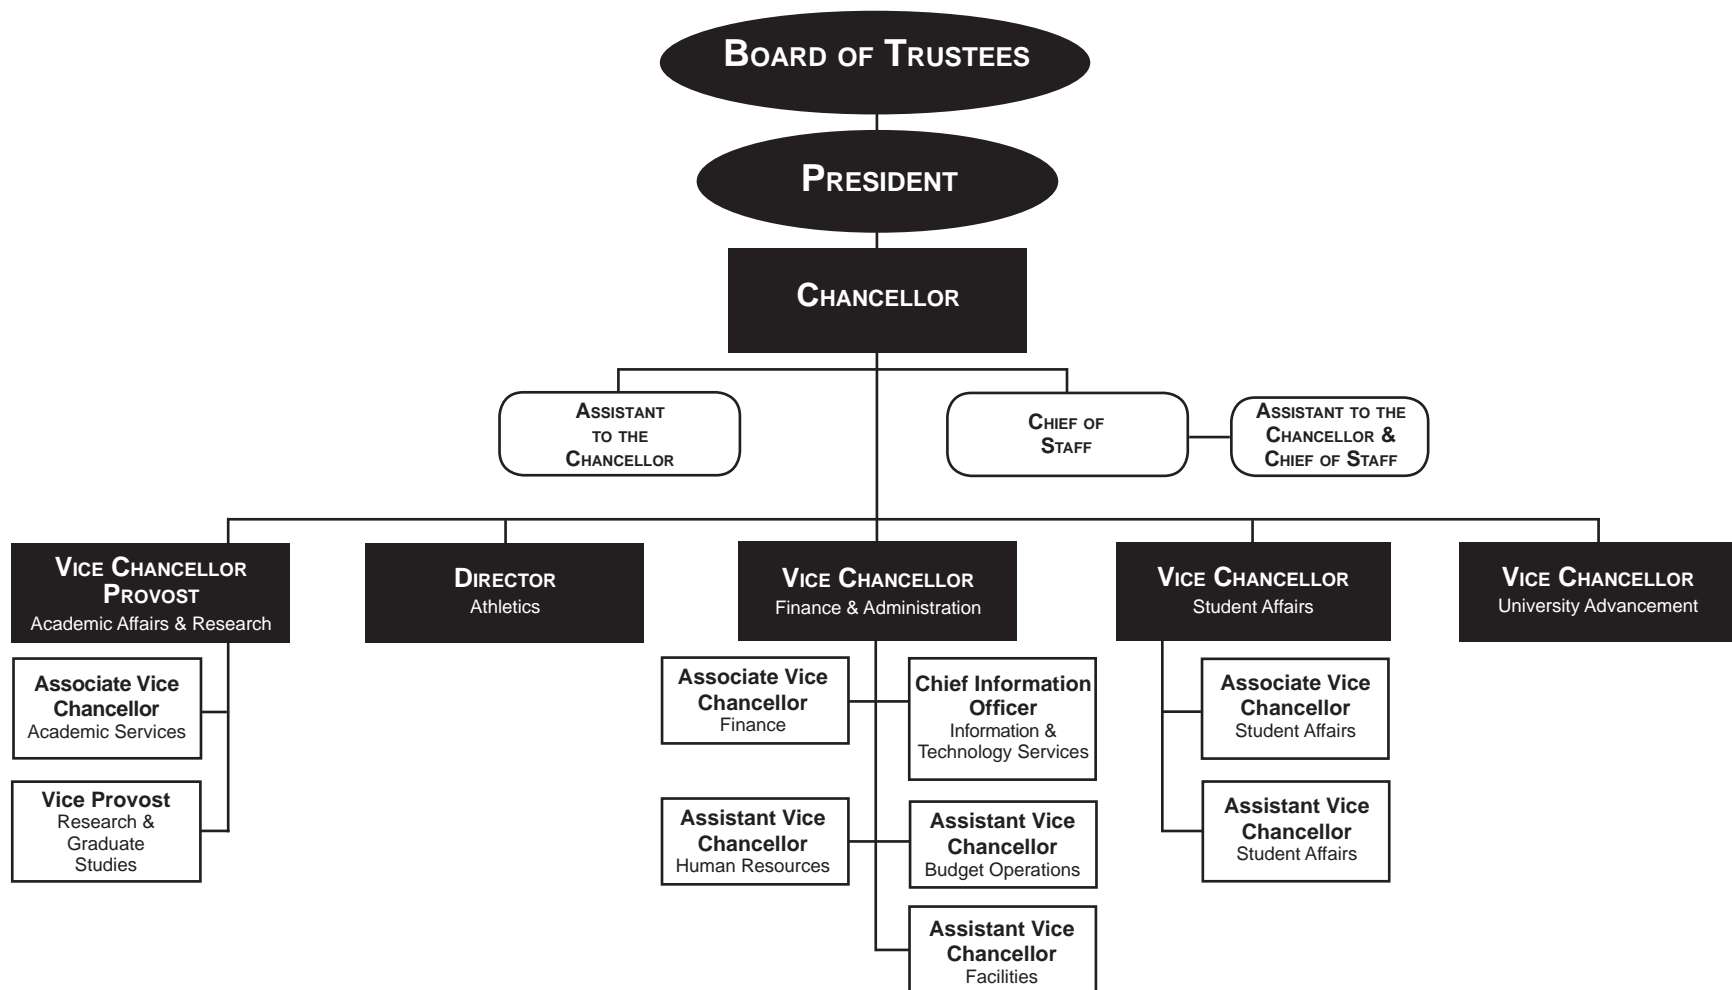 BOARD OF TRUSTEES
PRESIDENT
CHANCELLOR
ASSISTANT
TO THE
CHANCELLOR
CHIEF OF
STAFF
ASSISTANT TO THE
CHANCELLOR &
CHIEF OF STAFF
VICE CHANCELLOR
PROVOST
Academic Affairs & Research
DIRECTOR
Athletics
VICE CHANCELLOR
Finance & Administration
VICE CHANCELLOR
Student Affairs
VICE CHANCELLOR
University Advancement
Associate Vice
Chancellor
Academic Services
Vice Provost
Research &
Graduate
Studies
Associate Vice
Chancellor
Finance
Chief Information
Officer
Information &
Technology Services
Assistant Vice
Chancellor
Human Resources
Assistant Vice
Chancellor
Budget Operations
Assistant Vice
Chancellor
Facilities
Associate Vice
Chancellor
Student Affairs
Assistant Vice
Chancellor
Student Affairs